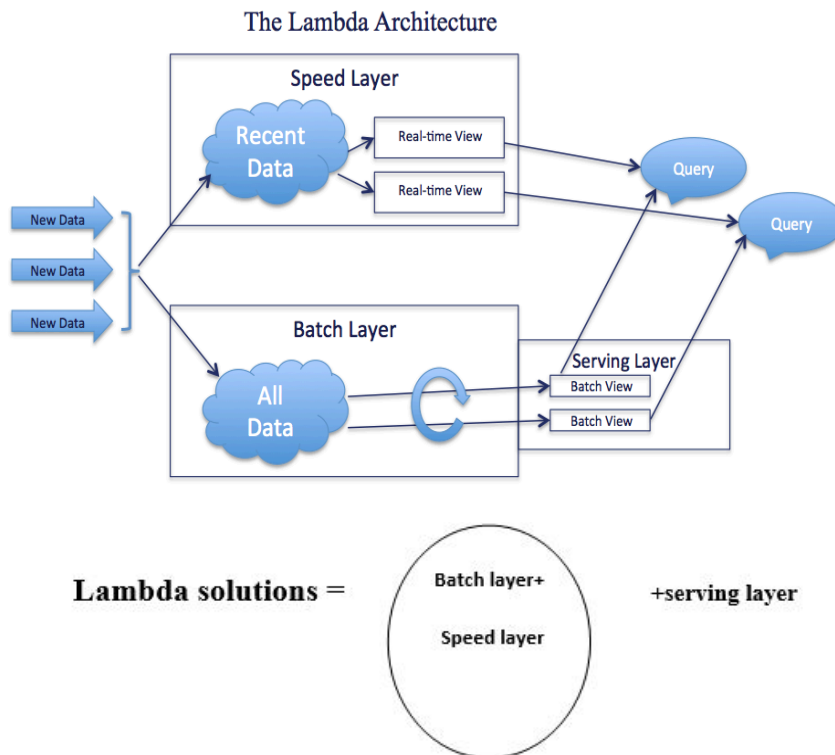 The Lambda Architecture
Speed Layer
Recent
Data
Real-time View
Real-time View
Query
Query
New Data
New Data
New Data
Batch Layer
All
Data
Serving Layer
Batch View
Batch View
Lambda solutions =
Batch layer+
Speed layer
+serving layer